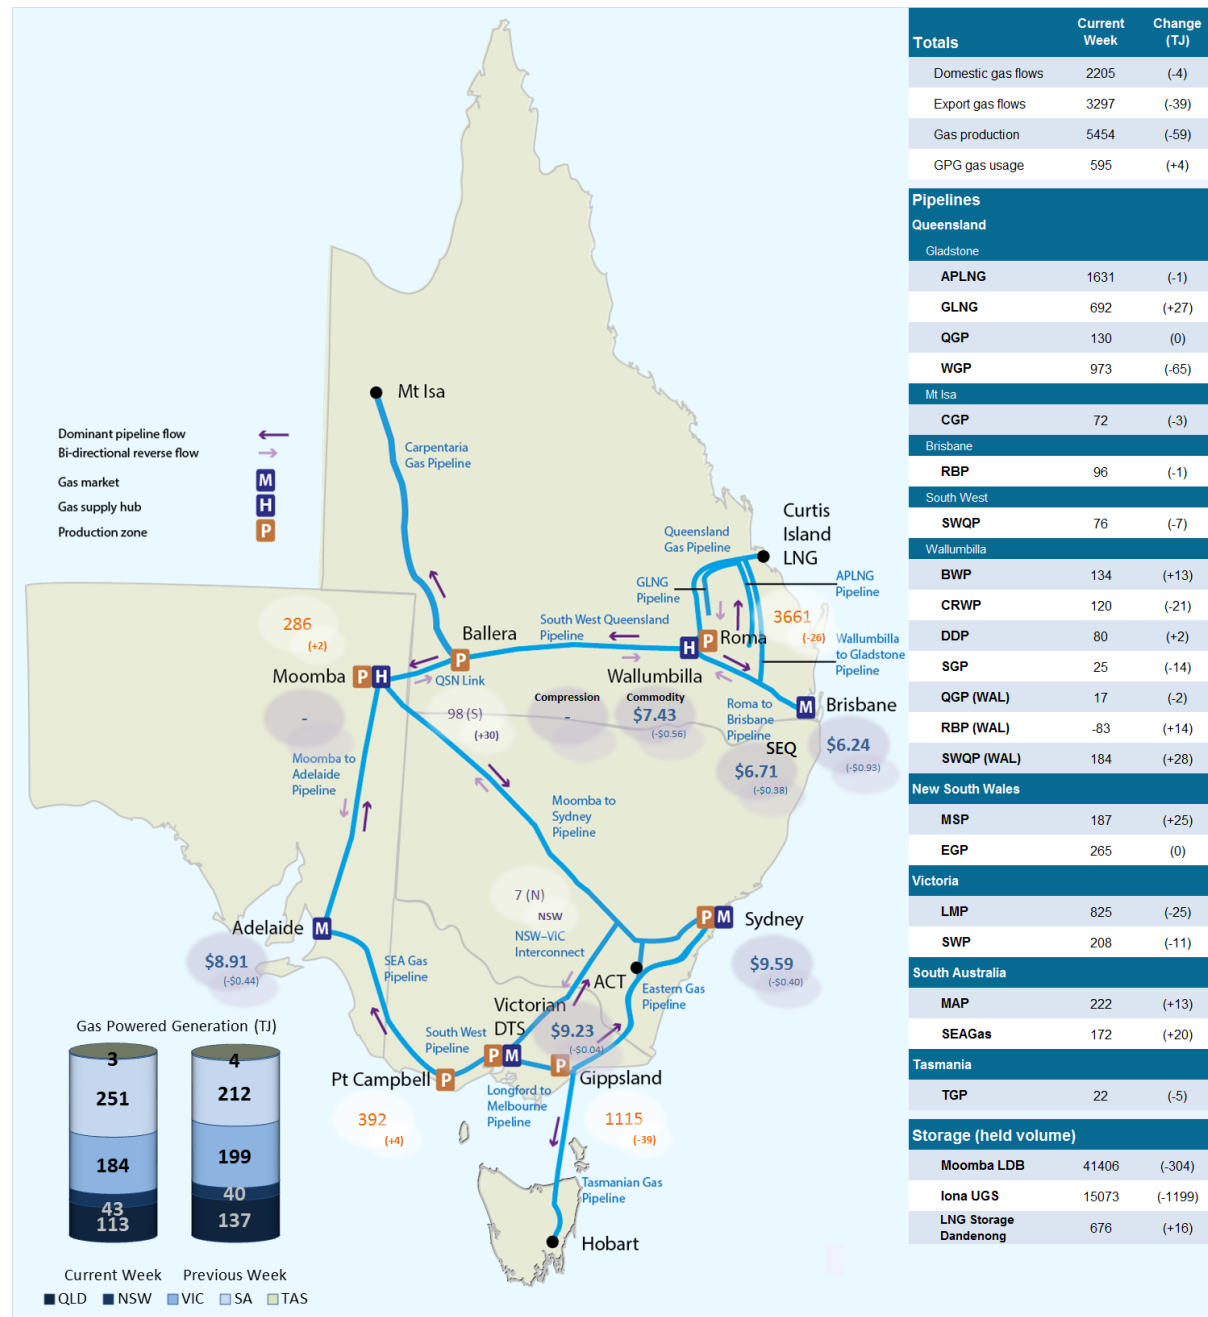 Mt Isa
Dominant pipeline flow
Bi-directional reverse flow
Gas market M
Gas supply hub H
Production zone P
Carpentaria
Gas Pipeline
Curtis
Island
LNG
Queensland
Gas Pipeline
GLNG
Pipeline
APLNG
Pipeline
286
(+2)
Ballera
P
South West Queensland
Pipeline
H P Roma
3661
(-26)
Wallumbilla
to Gladstone
Pipeline
Moomba P H
QSN Link
Wallumbilla
-
98 (S)
(+30)
Compression
-
Commodity
$7.43
(-$0.56)
Roma to
Brisbane
Pipeline
M Brisbane
$6.24
(-$0.93)
SEQ
$6.71
(-$0.38)
Moomba to
Adelaide
Pipeline
Moomba to
Sydney
Pipeline
7 (N)
NSW
NSW-VIC
Interconnect
P M Sydney
$9.59
(-$0.40)
Adelaide M
$8.91
(-$0.44)
SEA Gas
Pipeline
ACT
Eastern Gas
Pipeline
Victorian
DTS
$9.23
(-$0.04)
South West
Pipeline
P M
P
Gippsland
Pt Campbell P
392
(+4)
Longford to
Melbourne
Pipeline
1115
(-39)
Tasmanian Gas
Pipeline
Hobart
Gas Powered Generation (TJ)
3
251
184
43
113
4
212
199
40
137
Current Week Previous Week
QLD NSW VIC SA TAS
Totals Current Week Change (TJ)
Domestic gas flows 2205 (-4)
Export gas flows 3297 (-39)
Gas production 5454 (-59)
GPG gas usage 595 (+4)
Pipelines
Queensland
Gladstone
APLNG 1631 (-1)
GLNG 692 (+27)
QGP 130 (0)
WGP 973 (-65)
Mt Isa
CGP 72 (-3)
Brisbane
RBP 96 (-1)
South West
SWQP 76 (-7)
Wallumbilla
BWP 134 (+13)
CRWP 120 (-21)
DDP 80 (+2)
SGP 25 (-14)
QGP (WAL) 17 (-2)
RBP (WAL) -83 (+14)
SWQP (WAL) 184 (+28)
New South Wales
MSP 187 (+25)
EGP 265 (0)
Victoria
LMP 825 (-25)
SWP 208 (-11)
South Australia
MAP 222 (+13)
SEAGas 172 (+20)
Tasmania
TGP 22 (-5)
Storage (held volume)
Moomba LDB 41406 (-304)
Iona UGS 15073 (-1199)
LNG Storage
Dandenong 676 (+16)